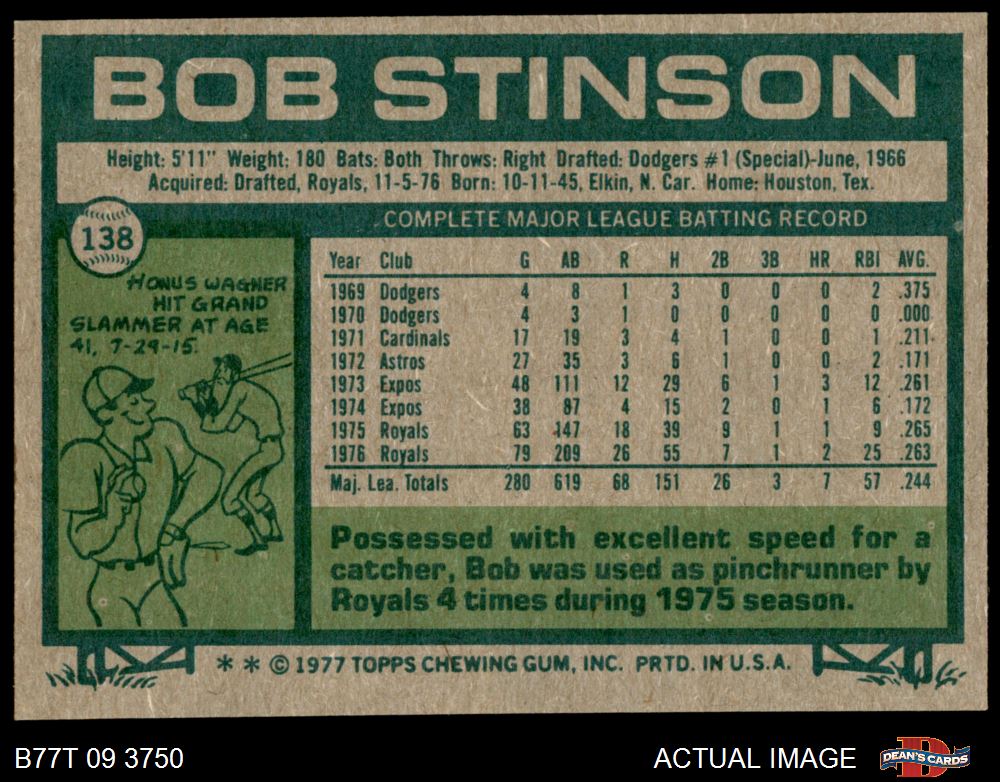 BOB STINSON
Height: 5'11" Weight: 180 Bats: Both Throws: Right Drafted: Dodgers #1 (Special)-June, 1966
Acquired: Drafted, Royals, 11-5-76 Born: 10-11-45, Elkin, N. Car. Home: Houston, Tex.
138
HONUS WAGNER
HIT GRAND
SLAMMER AT AGE
41, 7-29-15.
COMPLETE MAJOR LEAGUE BATTING RECORD
Year Club G AB R H 2B 3B HR RBI AVG.
1969 Dodgers 4 8 1 3 0 0 0 2 .375
1970 Dodgers 4 3 1 0 0 0 0 0 .000
1971 Cardinals 17 19 3 4 1 0 0 1 .211
1972 Astros 27 35 3 6 1 0 0 2 .171
1973 Expos 48 111 12 29 6 1 3 12 .261
1974 Expos 38 87 4 15 2 0 1 6 .172
1975 Royals 63 147 18 39 9 1 1 9 .265
1976 Royals 79 209 26 55 7 1 2 25 .263
Maj. Lea. Totals 280 619 68 151 26 3 7 57 .244
Possessed with excellent speed for a
catcher, Bob was used as pinchrunner by
Royals 4 times during 1975 season.
* * © 1977 TOPPS CHEWING GUM, INC. PRTD. IN U.S.A.
B77T 09 3750 ACTUAL IMAGE
DEAN'S CARDS